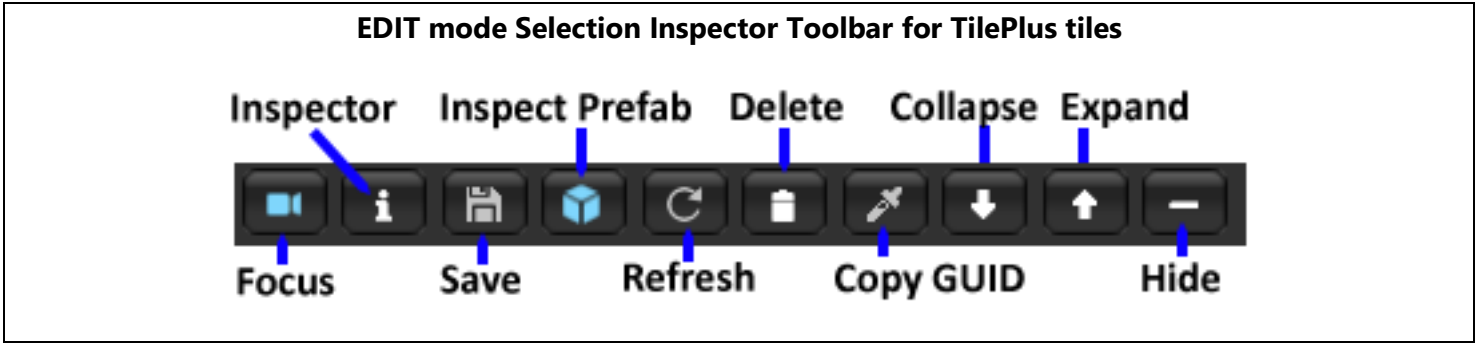 EDIT mode Selection Inspector Toolbar for TilePlus tiles
Inspector Inspect Prefab Delete Collapse Expand
Focus Save Refresh Copy GUID Hide